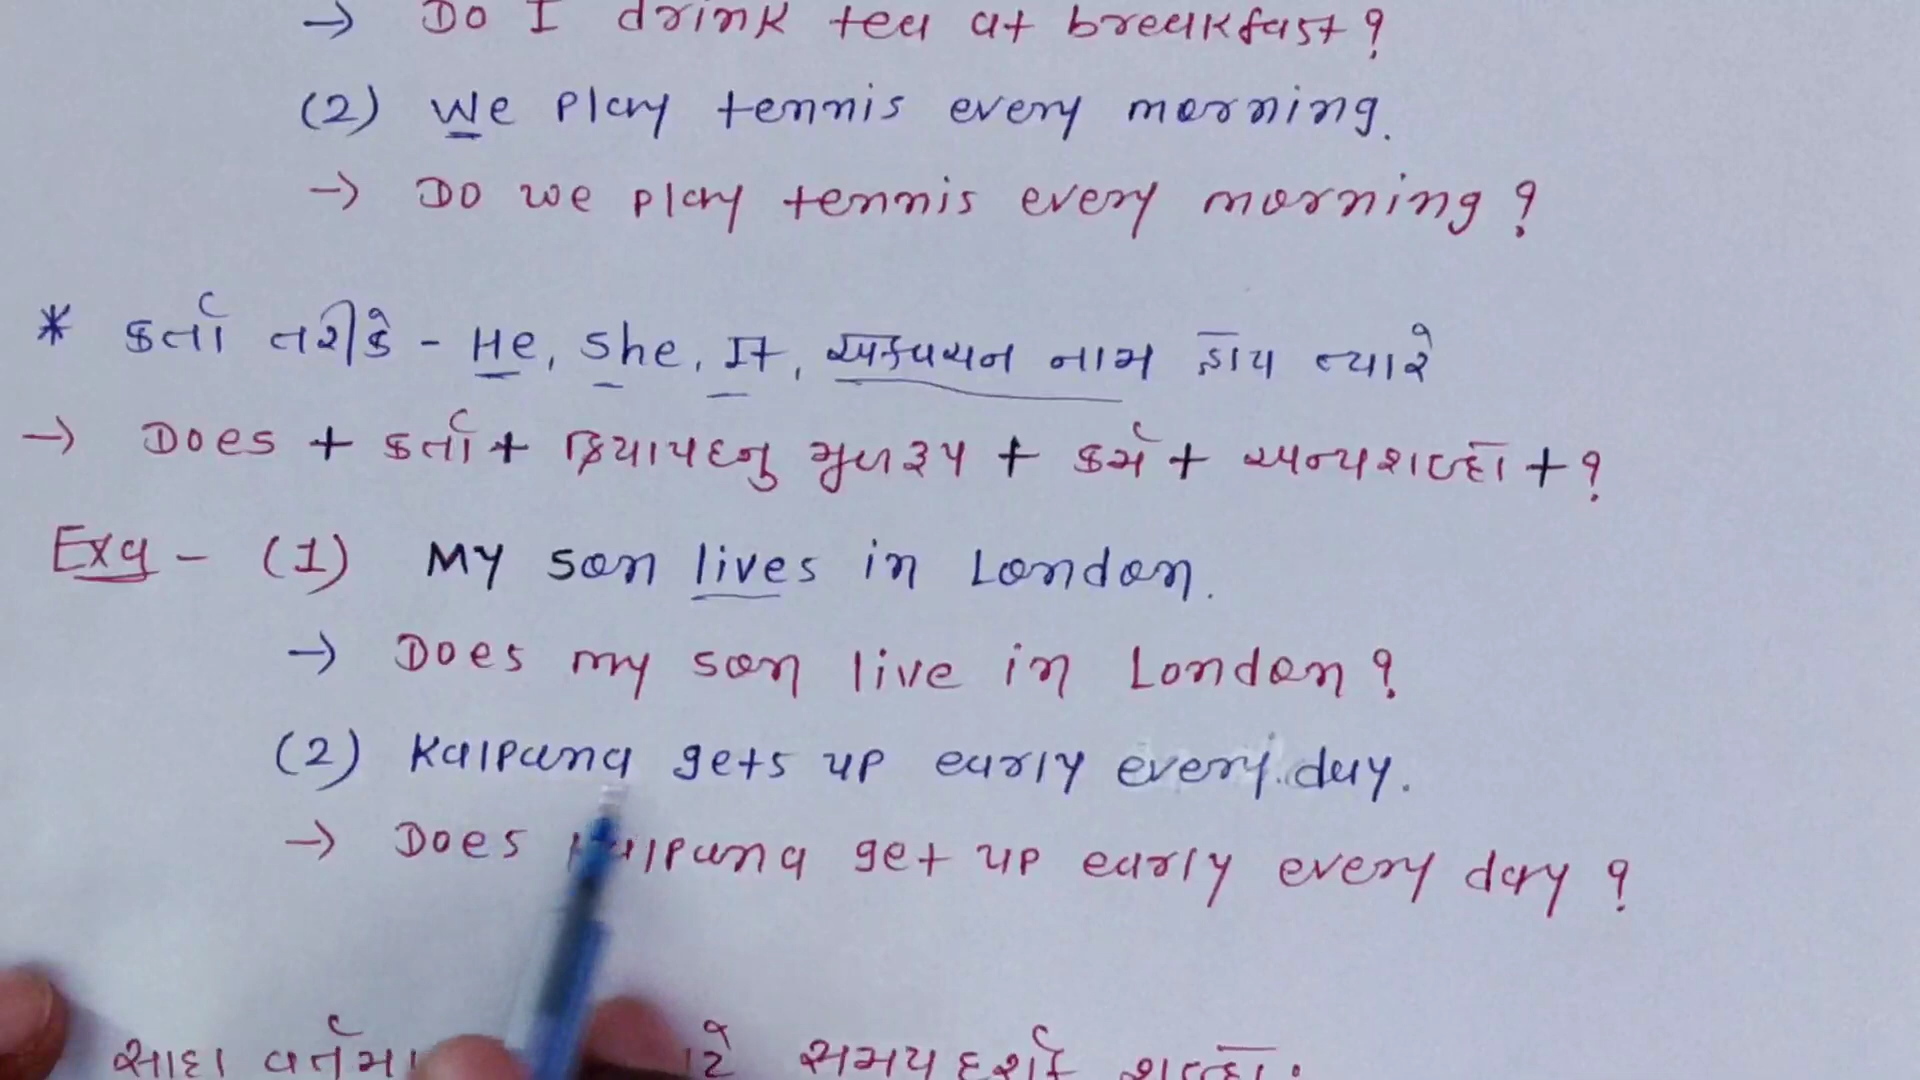 → Do I drink tea at breakfast?
(2) We play tennis every morning.
→ Do we play tennis every morning?
* કર્તા તરીકે - He, She, It, એકવચન નામ હોય ત્યારે
→ Does + કર્તા + ક્રિયાપદનુ મુળરૂપ + કર્મ + અન્યશબ્દો + ?
Exa - (1) My son lives in London.
→ Does my son live in London?
(2) Kalpana gets up early every day.
→ Does Kalpana get up early every day?
સાદા સમય દર્શક શબ્દો: